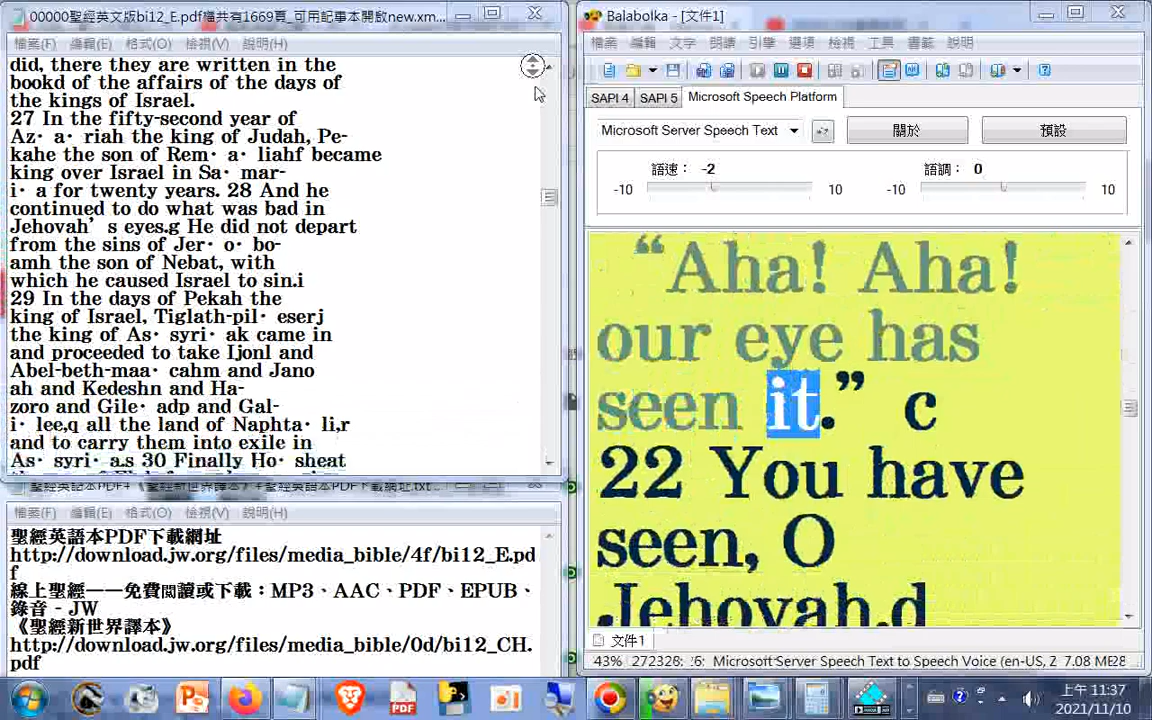 00000聖經英文版bi12_E.pdf檔共有1669頁_可用記事本開啟new.xm...
檔案(F) 編輯(E) 格式(O) 檢視(V) 說明(H)
did, there they are written in the
bookd of the affairs of the days of
the kings of Israel.
27 In the fifty-second year of
Az· a· riah the king of Judah, Pe-
kahe the son of Rem· a· liahf became
king over Israel in Sa· mar-
i· a for twenty years. 28 And he
continued to do what was bad in
Jehovah’s eyes.g He did not depart
from the sins of Jer· o· bo-
amh the son of Nebat, with
which he caused Israel to sin.i
29 In the days of Pekah the
king of Israel, Tiglath-pil· eserj
the king of As· syri· ak came in
and proceeded to take Ijonl and
Abel-beth-maa· cahm and Jano
ah and Kedeshn and Ha-
zoro and Gile· adp and Gal-
i· lee,q all the land of Naphta· li,r
and to carry them into exile in
As· syri· a.s 30 Finally Ho· sheat
檔案(F) 編輯(E) 格式(O) 檢視(V) 說明(H)
聖經英語本PDF下載網址
http://download.jw.org/files/media_bible/4f/bi12_E.pd
f
線上聖經——免費閱讀或下載：MP3、AAC、PDF、EPUB、
錄音 - JW
《聖經新世界譯本》
http://download.jw.org/files/media_bible/0d/bi12_CH.
pdf
Balabolka - [文件1]
檔案 編輯 文字 朗讀 引擎 選項 檢視 工具 書籤 說明
SAPI 4 SAPI 5 Microsoft Speech Platform
Microsoft Server Speech Text 關於 預設
語速： -2 語調： 0
-10 10 -10 10
“Aha! Aha!
our eye has
seen it.” c
22 You have
seen, O
Jehovah.d
文件1
43% 272328: :6: Microsoft Server Speech Text to Speech Voice (en-US, 2 7.08 ME28
上午 11:37
2021/11/10